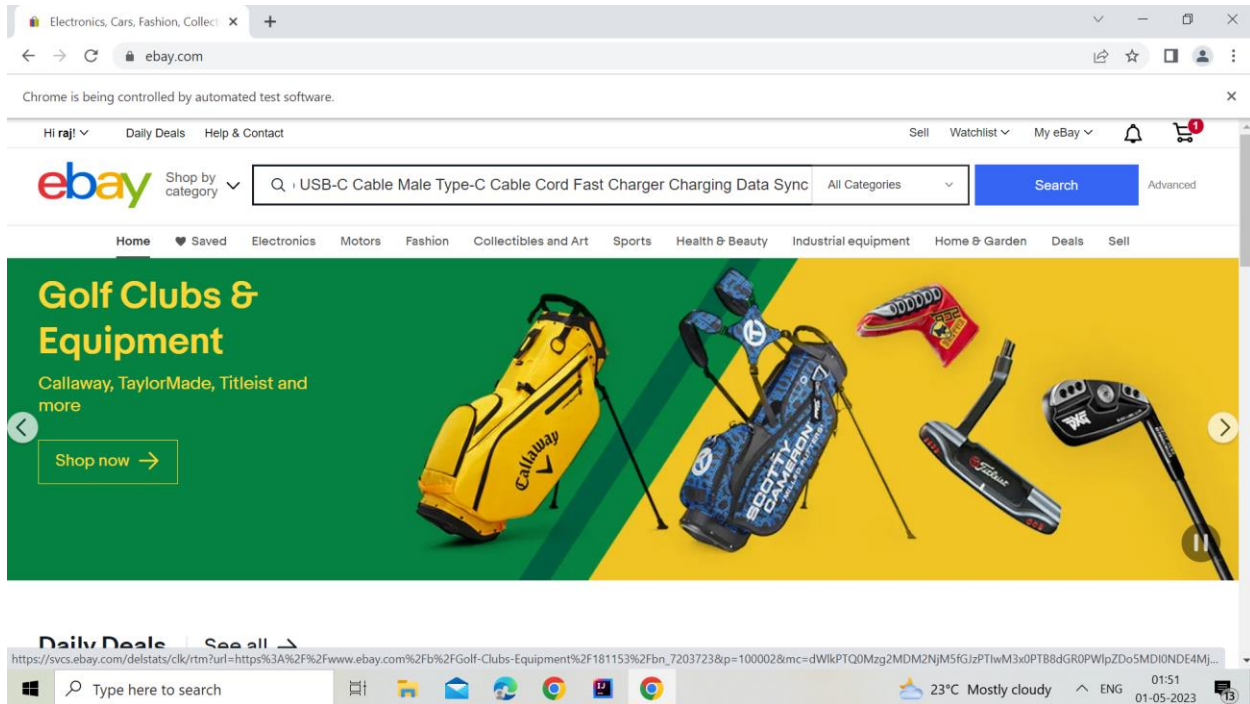 Electronics, Cars, Fashion, Collect
ebay.com
Chrome is being controlled by automated test software.
Hi raj! Daily Deals Help & Contact Sell Watchlist My eBay 1
ebay Shop by category USB-C Cable Male Type-C Cable Cord Fast Charger Charging Data Sync All Categories Search Advanced
Home Saved Electronics Motors Fashion Collectibles and Art Sports Health & Beauty Industrial equipment Home & Garden Deals Sell
Golf Clubs &
Equipment
Callaway, TaylorMade, Titleist and
more
Shop now
Callaway
SCOTTY
CAMERON
Titleist
PXG
Daily Deals See all
https://svcs.ebay.com/delstats/clk/rtm?url=https%3A%2F%2Fwww.ebay.com%2Fb%2FGolf-Clubs-Equipment%2F181153%2Fbn_7203723&p=100002&mc=dWlkPTQ0Mzg2MDM2NjM5fGJzPTIwM3x0PTB8dGR0PWlpZDo5MDI0NDE4Mj...
Type here to search 23°C Mostly cloudy ENG 01:51
01-05-2023 13